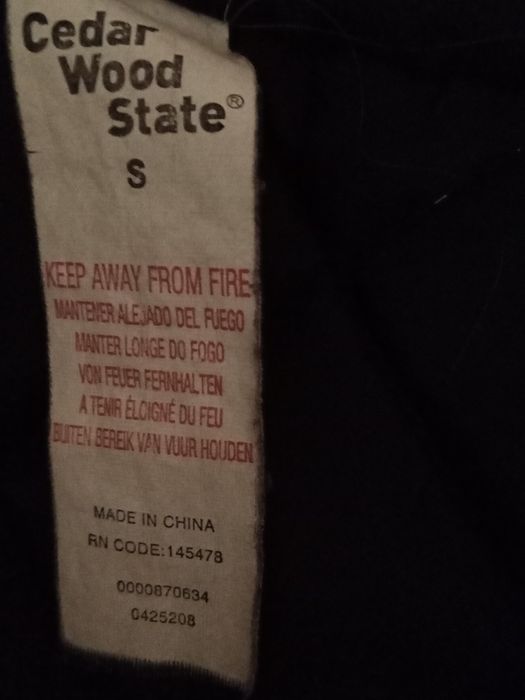 Cedar
Wood
State®
S
KEEP AWAY FROM FIRE
MANTENER ALEJADO DEL FUEGO
MANTER LONGE DO FOGO
VON FEUER FERNHALTEN
A TENIR ÉLOIGNÉ DU FEU
BUITEN BEREIK VAN VUUR HOUDEN
MADE IN CHINA
RN CODE:145478
0000870634
0425208